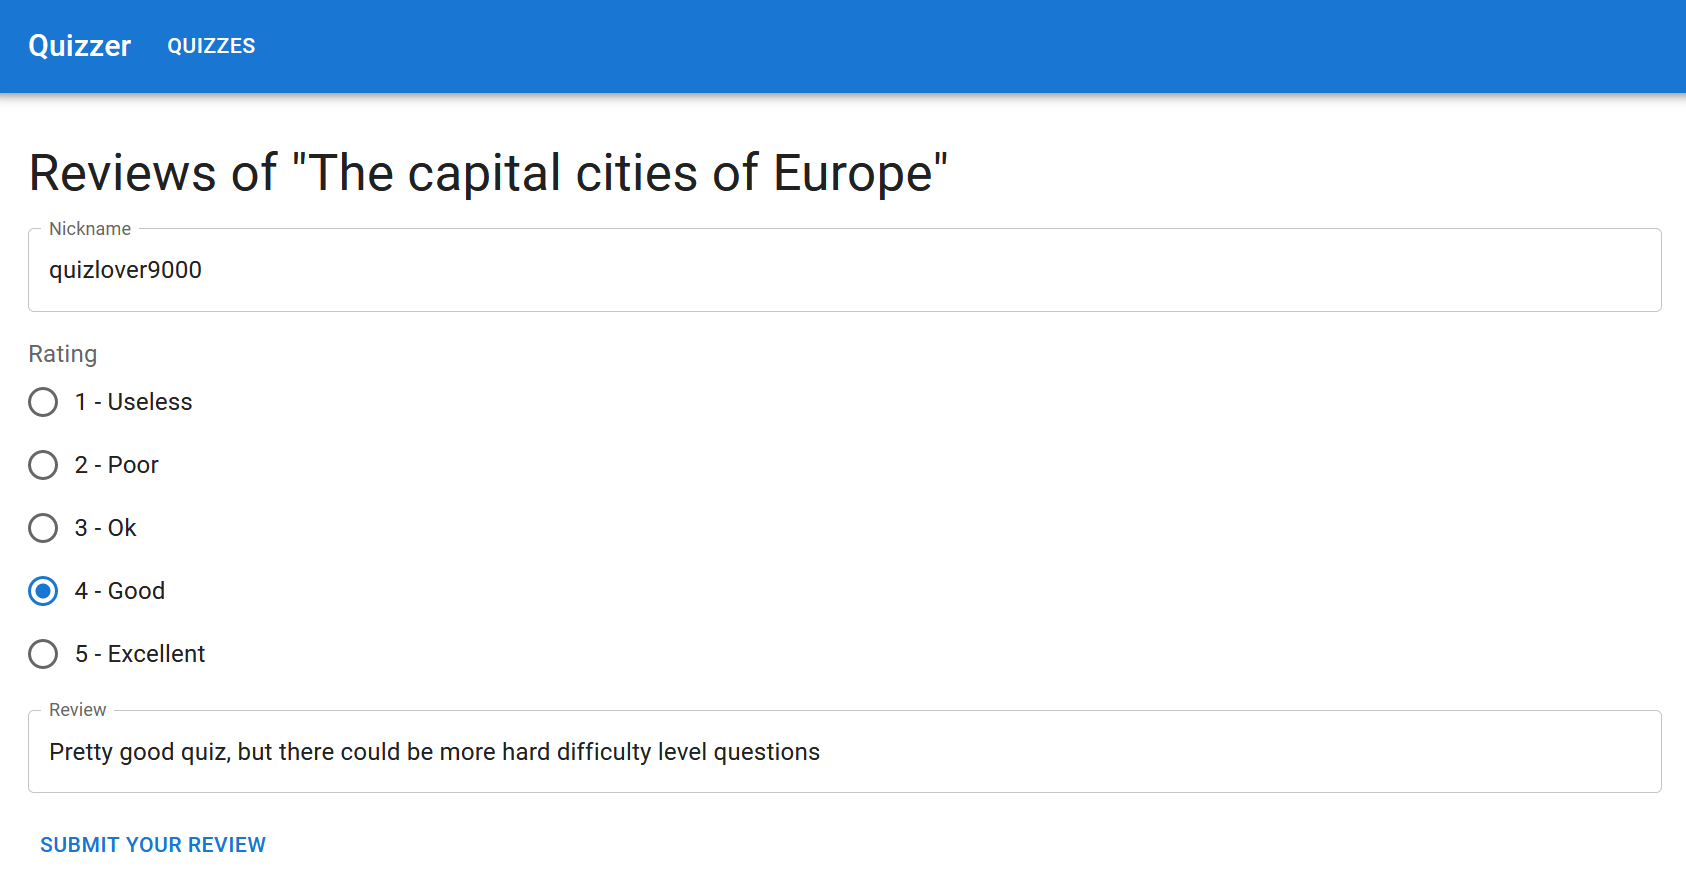 Quizzer QUIZZES
Reviews of "The capital cities of Europe"
Nickname
quizlover9000
Rating
1 - Useless
2 - Poor
3 - Ok
4 - Good
5 - Excellent
Review
Pretty good quiz, but there could be more hard difficulty level questions
SUBMIT YOUR REVIEW